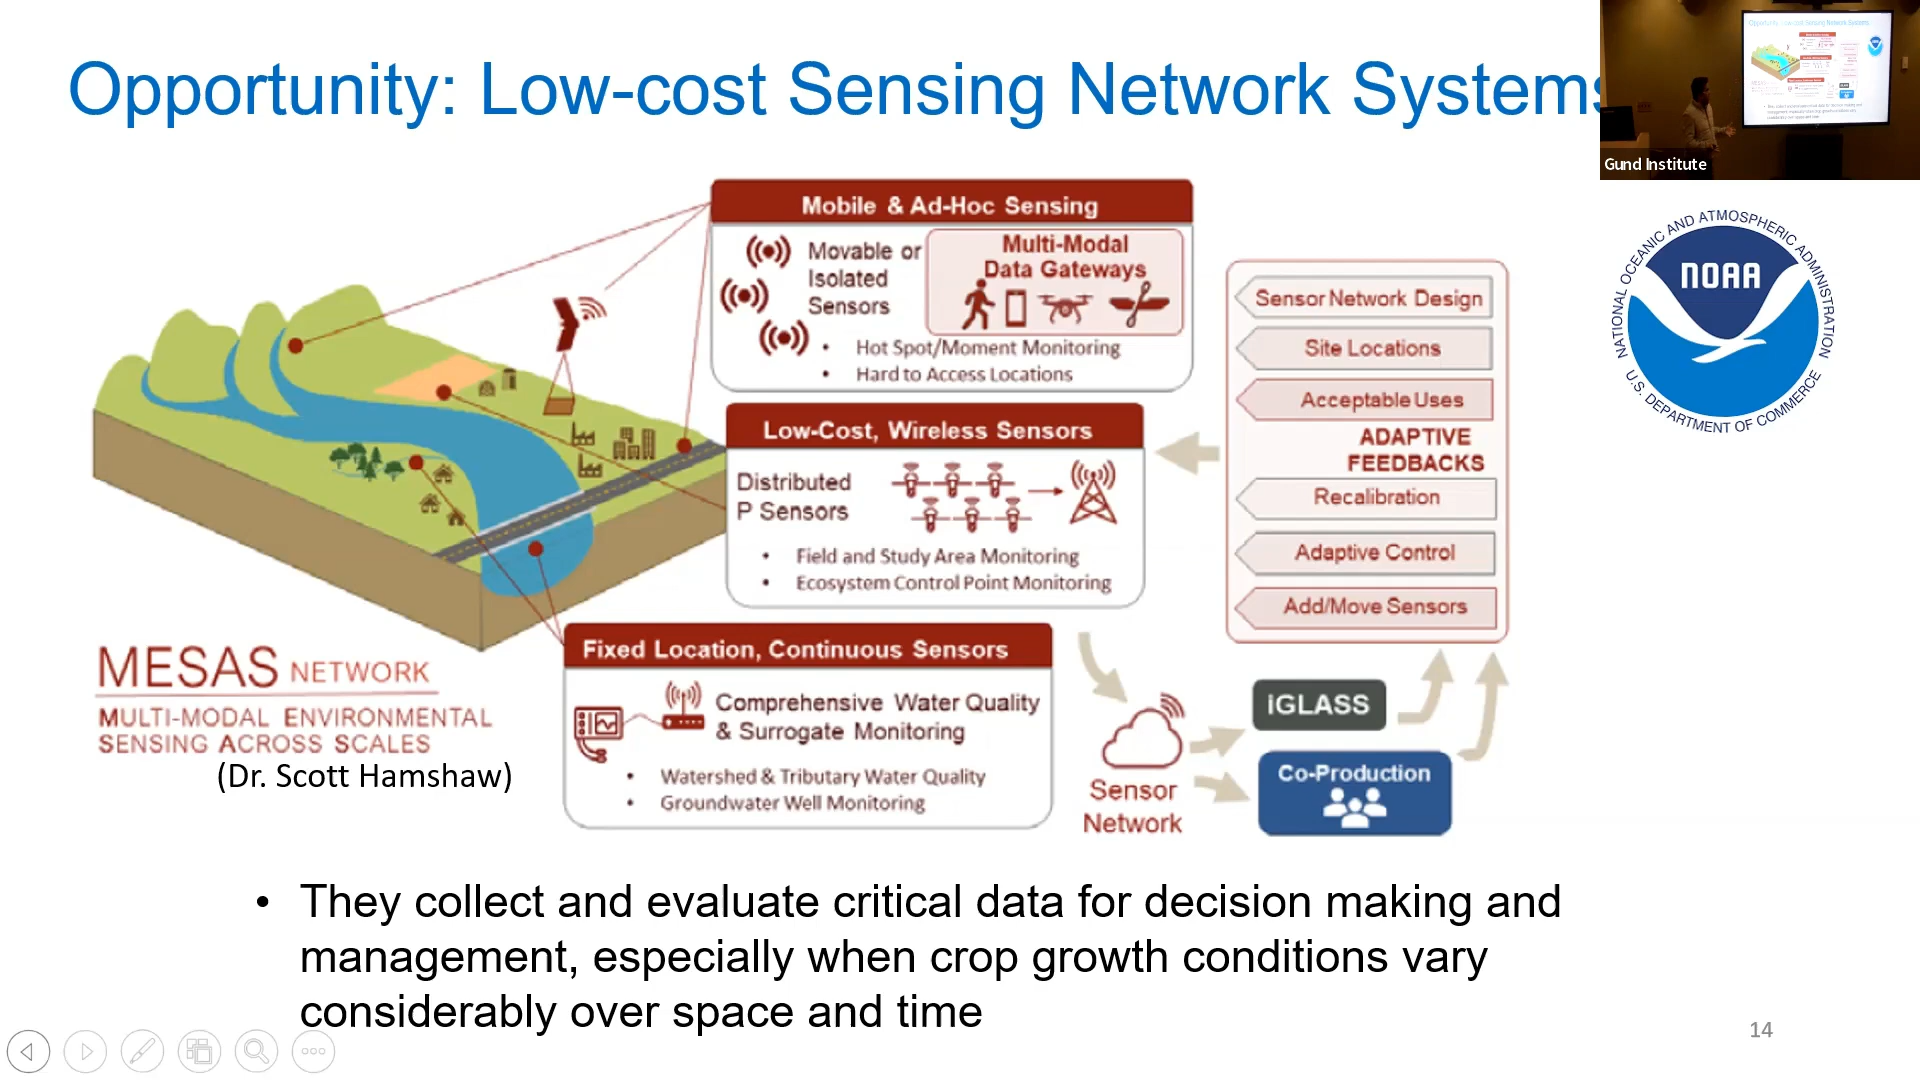 Opportunity: Low-cost Sensing Network Systems
Gund Institute
NATIONAL OCEANIC AND ATMOSPHERIC ADMINISTRATION
NOAA
U.S. DEPARTMENT OF COMMERCE
Mobile & Ad-Hoc Sensing
Movable or
Isolated
Sensors
Multi-Modal
Data Gateways
• Hot Spot/Moment Monitoring
• Hard to Access Locations
Low-Cost, Wireless Sensors
Distributed
P Sensors
• Field and Study Area Monitoring
• Ecosystem Control Point Monitoring
Fixed Location, Continuous Sensors
Comprehensive Water Quality
& Surrogate Monitoring
• Watershed & Tributary Water Quality
• Groundwater Well Monitoring
Sensor Network Design
Site Locations
Acceptable Uses
ADAPTIVE
FEEDBACKS
Recalibration
Adaptive Control
Add/Move Sensors
MESAS NETWORK
MULTI-MODAL ENVIRONMENTAL
SENSING ACROSS SCALES
(Dr. Scott Hamshaw)
Sensor
Network
iGLASS
Co-Production
• They collect and evaluate critical data for decision making and
management, especially when crop growth conditions vary
considerably over space and time
14